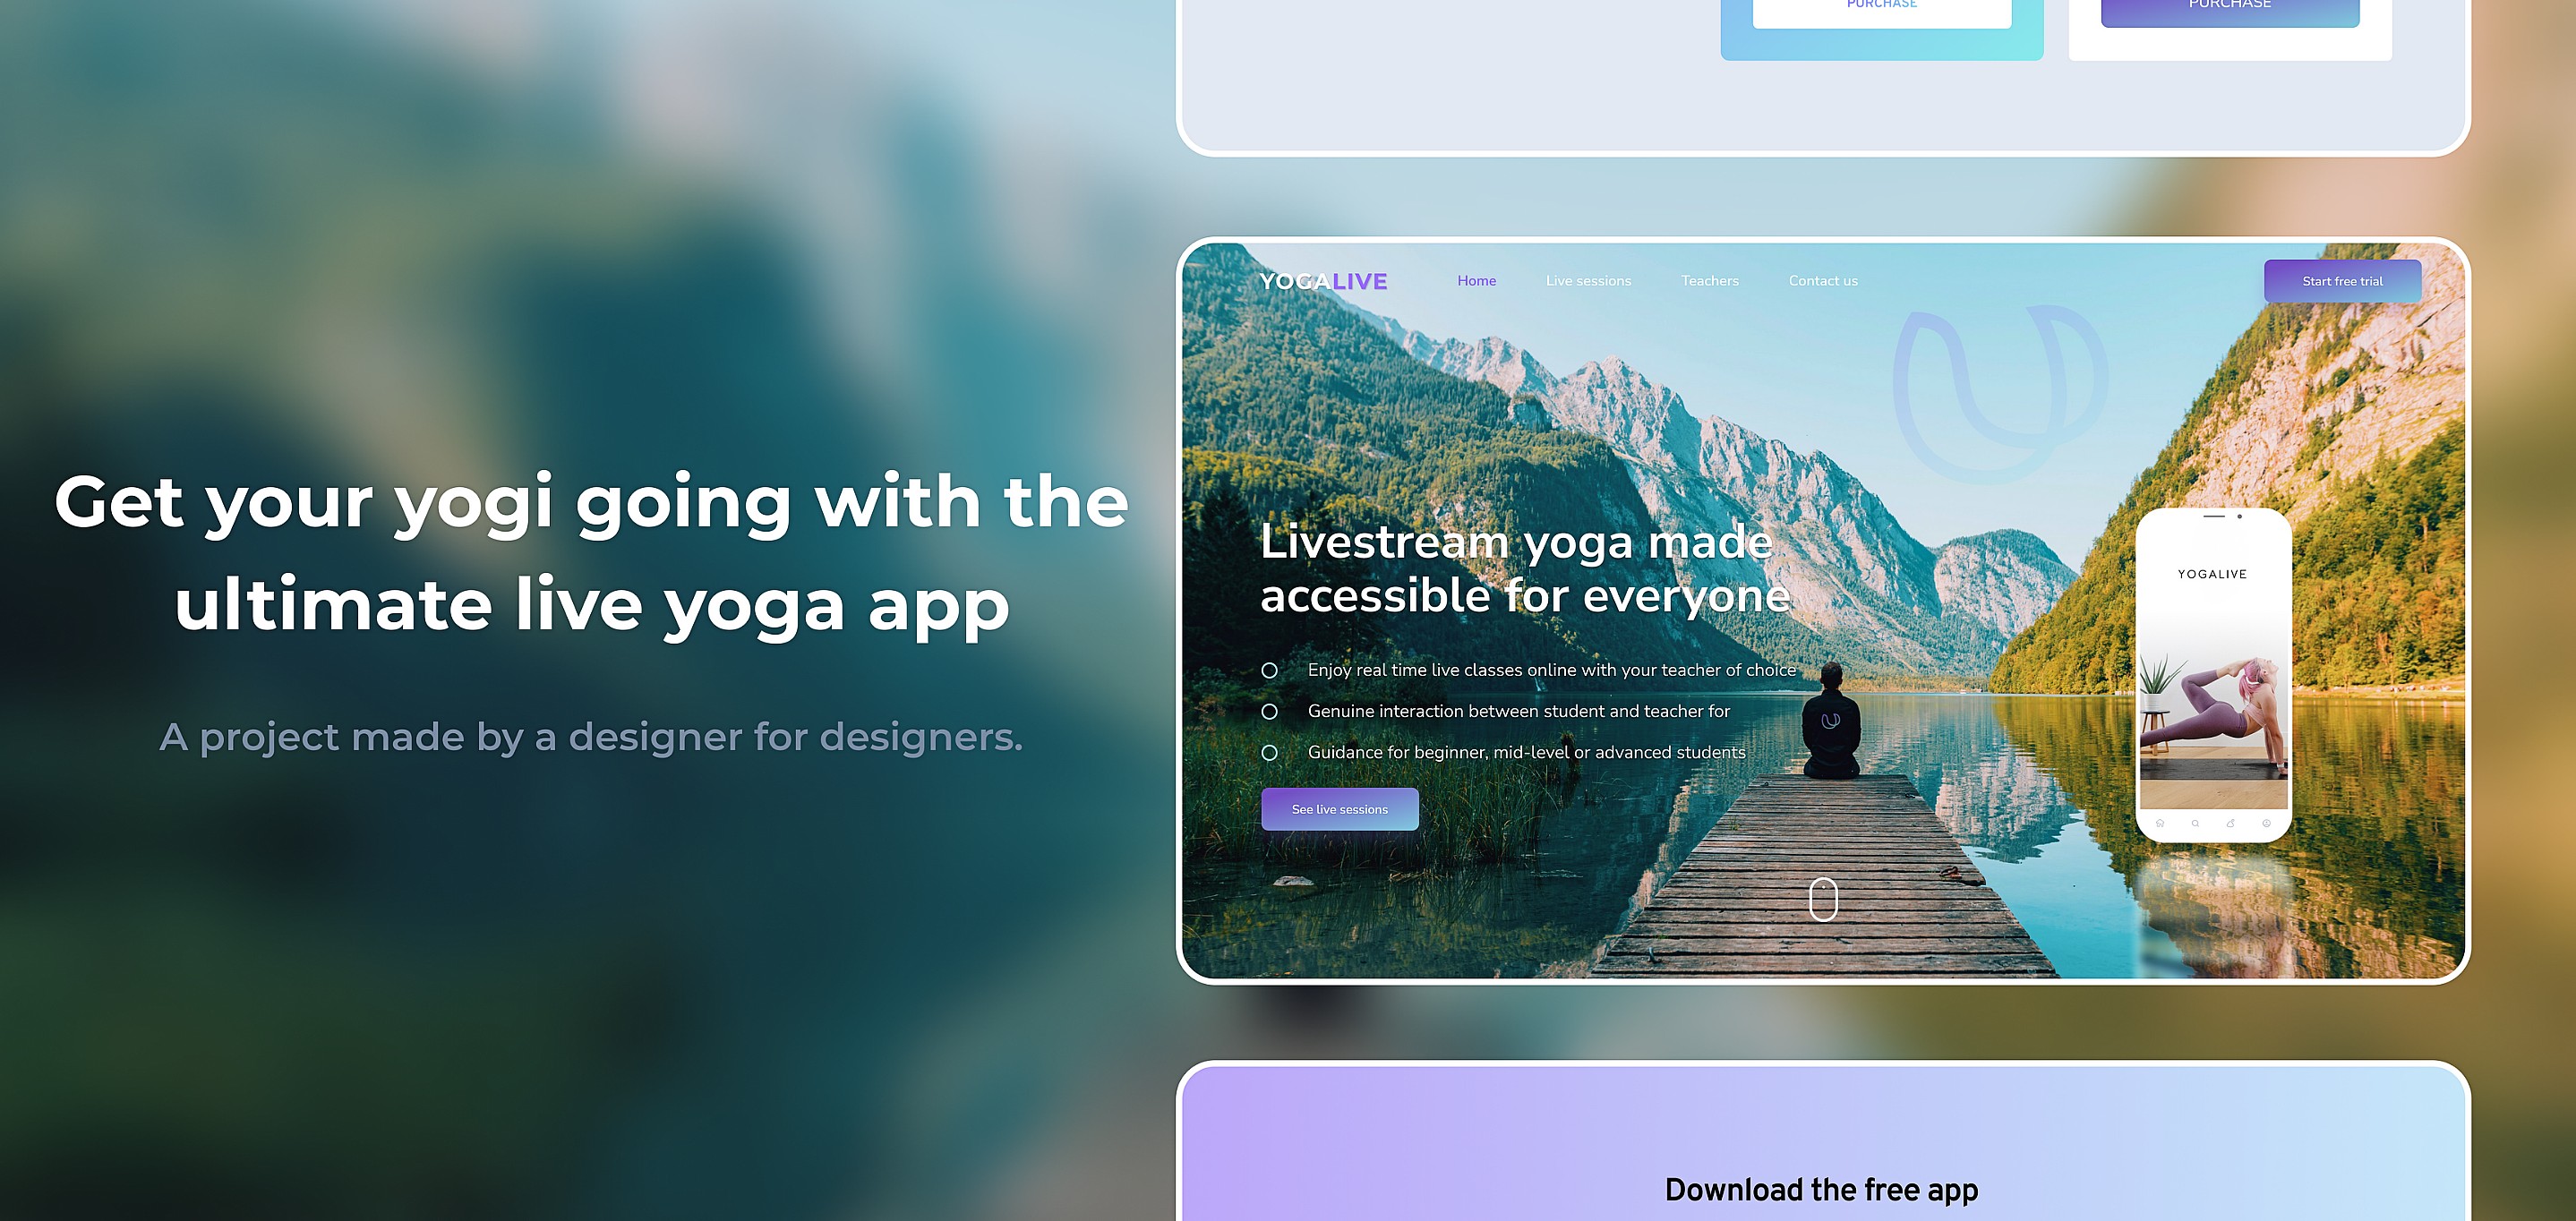 Get your yogi going with the
ultimate live yoga app
A project made by a designer for designers.
PURCHASE
PURCHASE
YOGALIVE
Home
Live sessions
Teachers
Contact us
Start free trial
Livestream yoga made
accessible for everyone
Enjoy real time live classes online with your teacher of choice
Genuine interaction between student and teacher for
Guidance for beginner, mid-level or advanced students
See live sessions
YOGALIVE
Download the free app